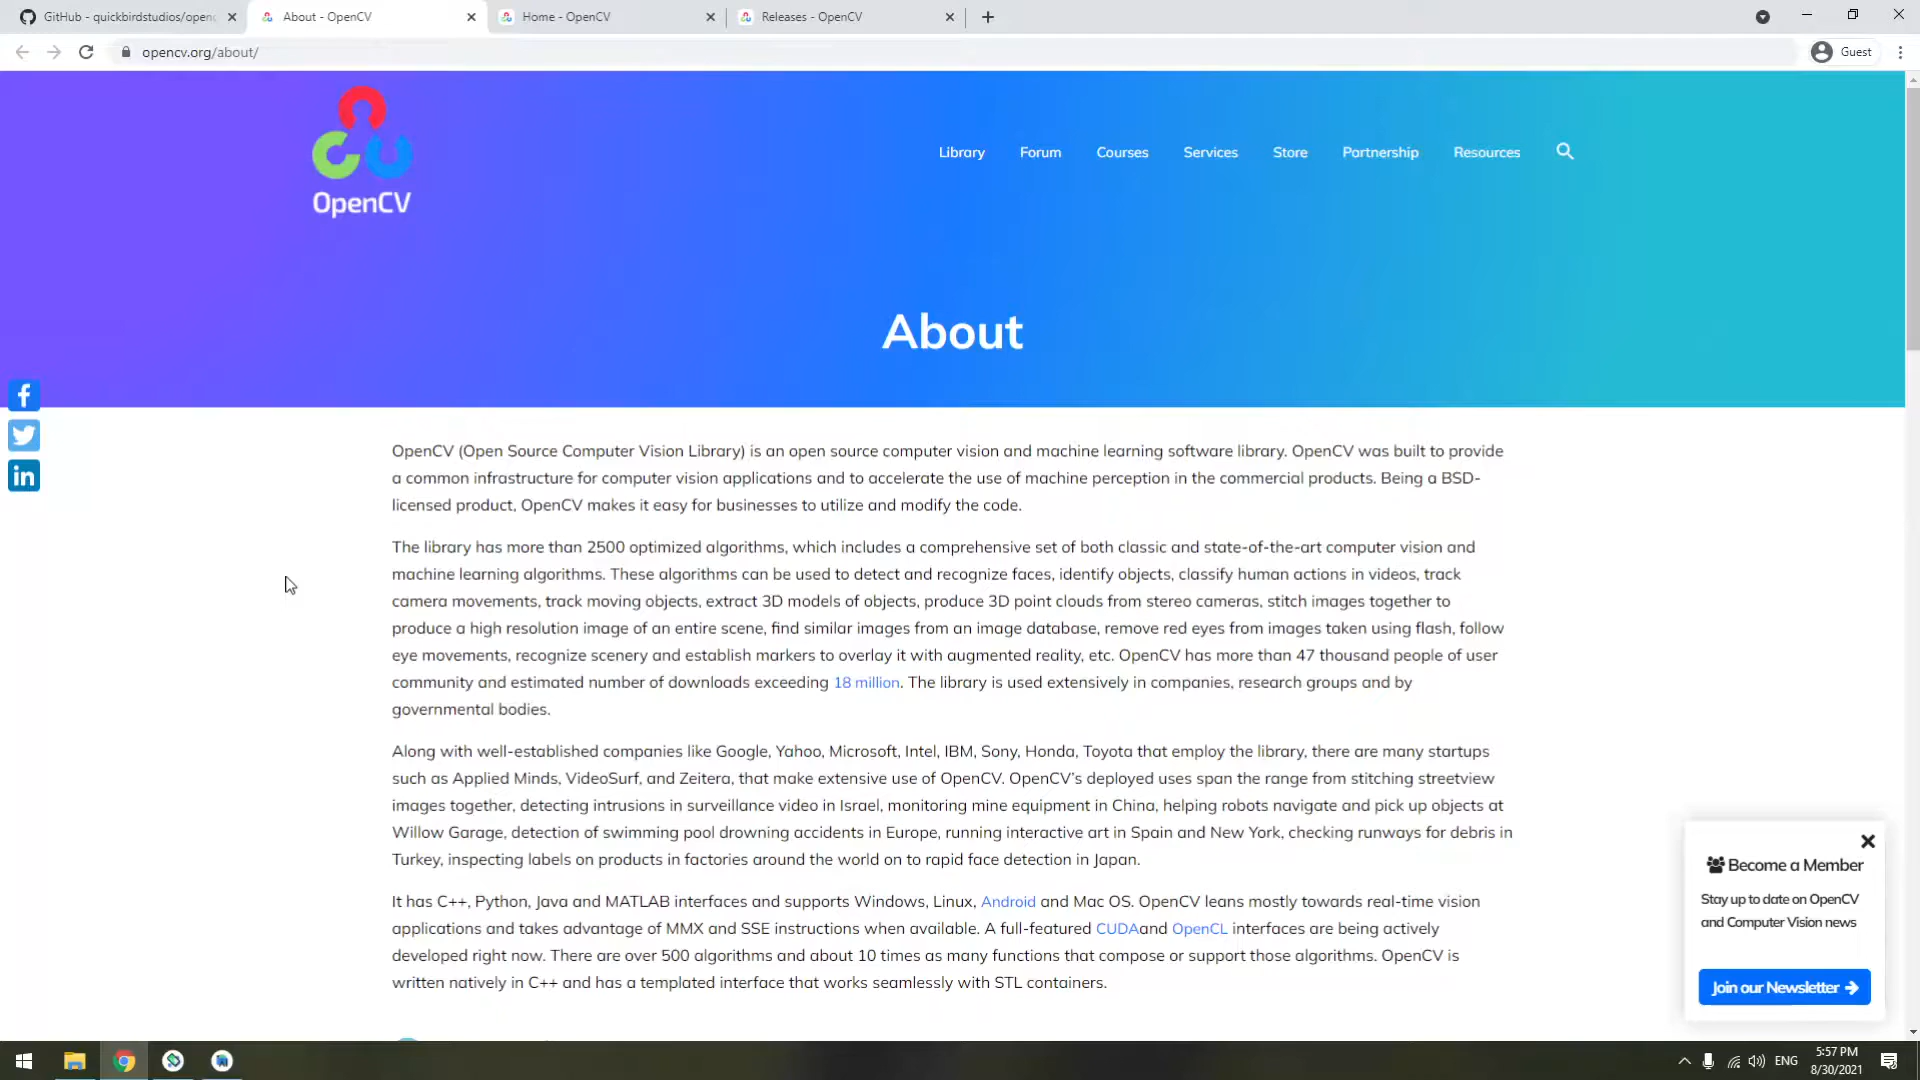 GitHub - quickbirdstudios/openc
About - OpenCV
Home - OpenCV
Releases - OpenCV
opencv.org/about/
Guest
OpenCV
Library
Forum
Courses
Services
Store
Partnership
Resources
About
OpenCV (Open Source Computer Vision Library) is an open source computer vision and machine learning software library. OpenCV was built to provide
a common infrastructure for computer vision applications and to accelerate the use of machine perception in the commercial products. Being a BSD-
licensed product, OpenCV makes it easy for businesses to utilize and modify the code.
The library has more than 2500 optimized algorithms, which includes a comprehensive set of both classic and state-of-the-art computer vision and
machine learning algorithms. These algorithms can be used to detect and recognize faces, identify objects, classify human actions in videos, track
camera movements, track moving objects, extract 3D models of objects, produce 3D point clouds from stereo cameras, stitch images together to
produce a high resolution image of an entire scene, find similar images from an image database, remove red eyes from images taken using flash, follow
eye movements, recognize scenery and establish markers to overlay it with augmented reality, etc. OpenCV has more than 47 thousand people of user
community and estimated number of downloads exceeding 18 million. The library is used extensively in companies, research groups and by
governmental bodies.
Along with well-established companies like Google, Yahoo, Microsoft, Intel, IBM, Sony, Honda, Toyota that employ the library, there are many startups
such as Applied Minds, VideoSurf, and Zeitera, that make extensive use of OpenCV. OpenCV's deployed uses span the range from stitching streetview
images together, detecting intrusions in surveillance video in Israel, monitoring mine equipment in China, helping robots navigate and pick up objects at
Willow Garage, detection of swimming pool drowning accidents in Europe, running interactive art in Spain and New York, checking runways for debris in
Turkey, inspecting labels on products in factories around the world on to rapid face detection in Japan.
It has C++, Python, Java and MATLAB interfaces and supports Windows, Linux, Android and Mac OS. OpenCV leans mostly towards real-time vision
applications and takes advantage of MMX and SSE instructions when available. A full-featured CUDAand OpenCL interfaces are being actively
developed right now. There are over 500 algorithms and about 10 times as many functions that compose or support those algorithms. OpenCV is
written natively in C++ and has a templated interface that works seamlessly with STL containers.
Become a Member
Stay up to date on OpenCV
and Computer Vision news
Join our Newsletter
ENG
5:57 PM
8/30/2021